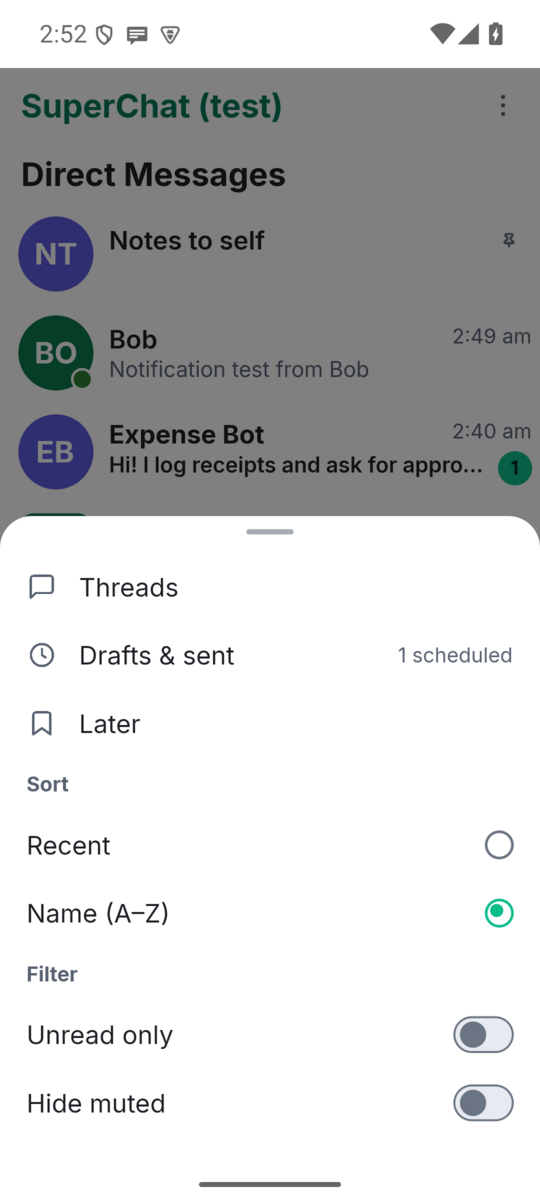 2:52
SuperChat (test)
Direct Messages
NT
Notes to self
BO
Bob
2:49 am
Notification test from Bob
EB
Expense Bot
2:40 am
Hi! I log receipts and ask for appro...
1
Threads
Drafts & sent
1 scheduled
Later
Sort
Recent
Name (A–Z)
Filter
Unread only
Hide muted